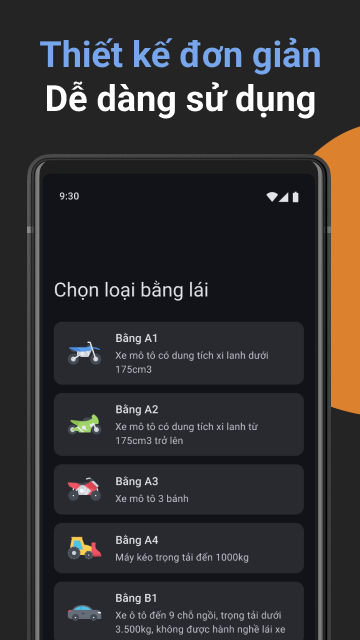 Thiết kế đơn giản
Dễ dàng sử dụng
9:30
Chọn loại bằng lái
Bằng A1
Xe mô tô có dung tích xi lanh dưới
175cm3
Bằng A2
Xe mô tô có dung tích xi lanh từ
175cm3 trở lên
Bằng A3
Xe mô tô 3 bánh
Bằng A4
Máy kéo trọng tải đến 1000kg
Bằng B1
Xe ô tô đến 9 chỗ ngồi, trọng tải dưới
3.500kg, không được hành nghề lái xe